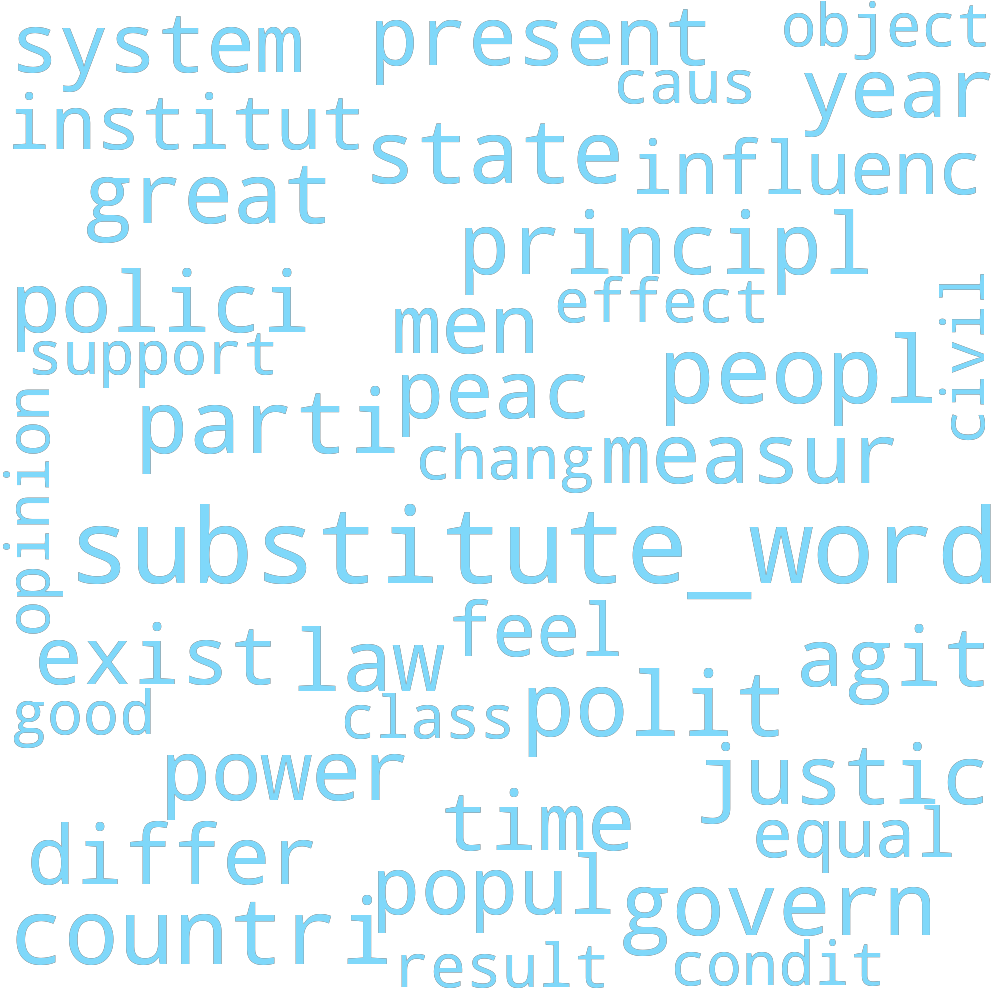 system present object
caus year
institut state influenc
great principl
polici effect civil
support men peopl
opinion parti peac
chang measur
substitute_word
exist law feel agit
good class polit
power justic
differ time equal
countri popul govern
result condit